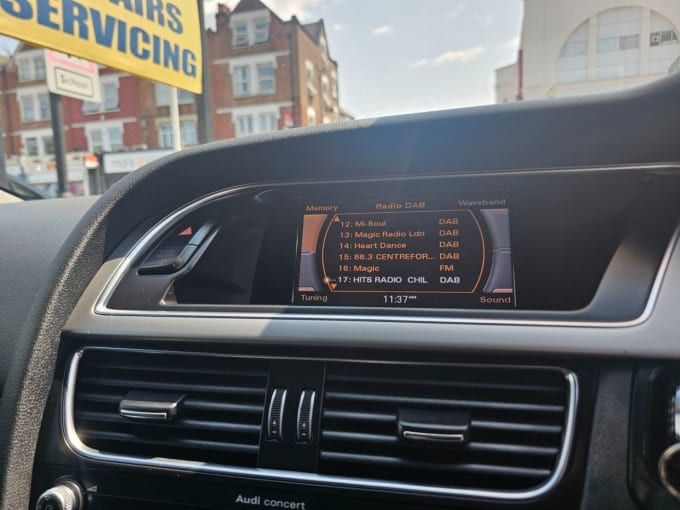 AIRS
SERVICING
School
Memory
Radio DAB
Waveband
12: Mi-Soul DAB
13: Magic Radio Ldn DAB
14: Heart Dance DAB
15: 88.3 CENTREFOR... DAB
16: Magic FM
17: HITS RADIO CHIL DAB
Tuning
11:37 AM
Sound
Audi concert